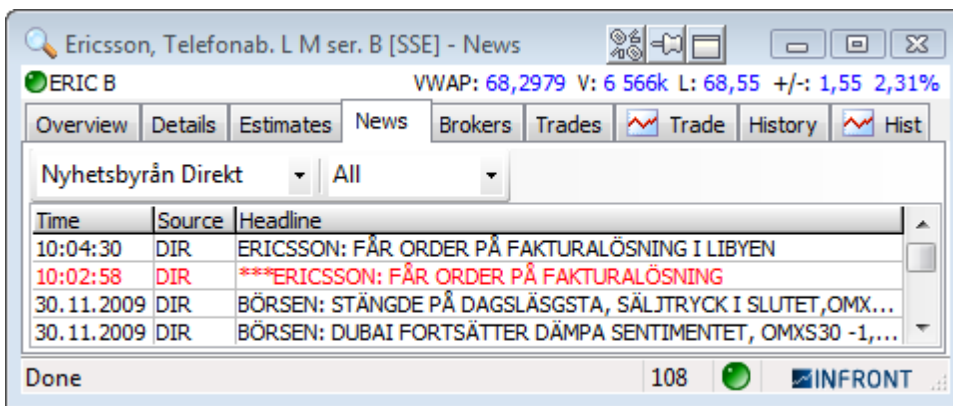 Ericsson, Telefonab. L M ser. B [SSE] - News
ERIC B VWAP: 68,2979 V: 6 566k L: 68,55 +/-: 1,55 2,31%
Overview Details Estimates News Brokers Trades Trade History Hist
Nyhetsbyrån Direkt All
Time Source Headline
10:04:30 DIR ERICSSON: FÅR ORDER PÅ FAKTURALÖSNING I LIBYEN
10:02:58 DIR ***ERICSSON: FÅR ORDER PÅ FAKTURALÖSNING
30.11.2009 DIR BÖRSEN: STÄNGDE PÅ DAGSLÄSGSTA, SÄLJTRYCK I SLUTET,OMX...
30.11.2009 DIR BÖRSEN: DUBAI FORTSÄTTER DÄMPA SENTIMENTET, OMXS30 -1,...
Done 108 INFRONT